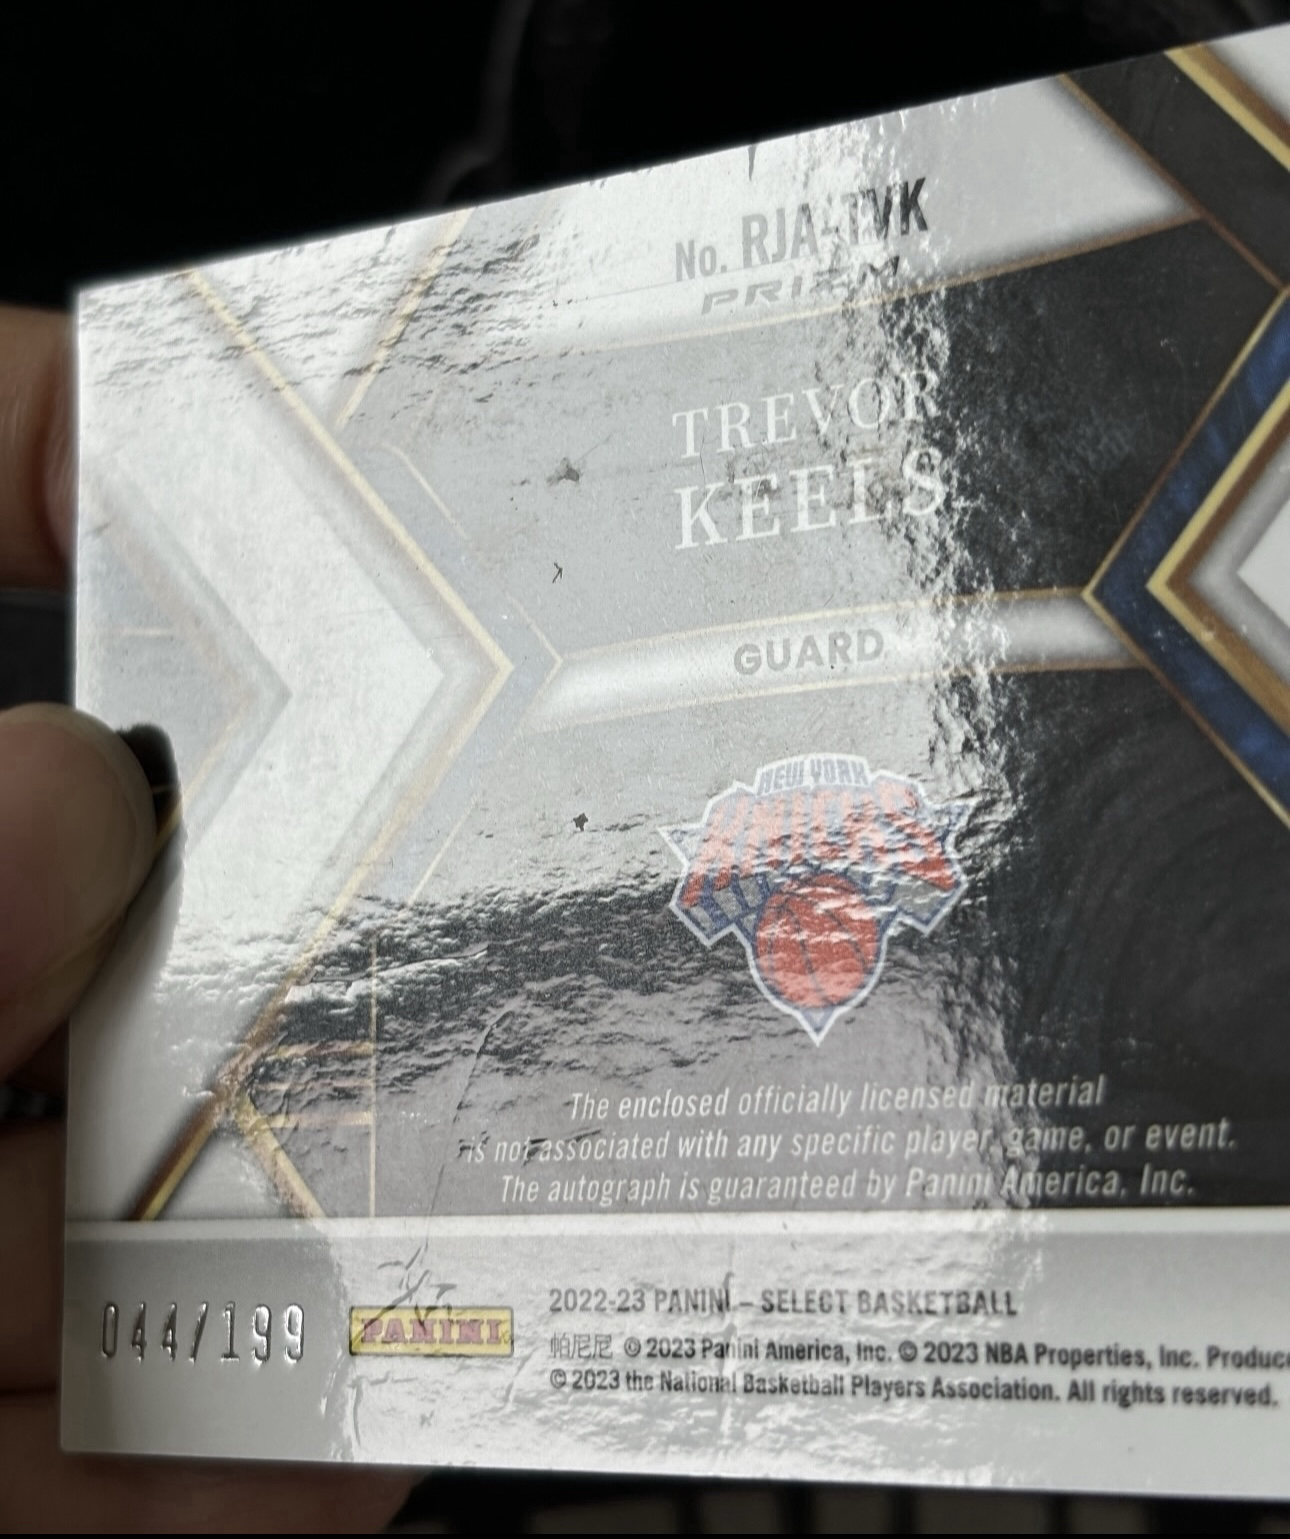 No. RJA-TVK
PRIZM
TREVOR
KEELS
GUARD
NEW YORK
KNICKS
The enclosed officially licensed material
is not associated with any specific player, game, or event.
The autograph is guaranteed by Panini America, Inc.
044/199
PANINI
2022-23 PANINI – SELECT BASKETBALL
帕尼尼 © 2023 Panini America, Inc. © 2023 NBA Properties, Inc. Produc
© 2023 the National Basketball Players Association. All rights reserved.